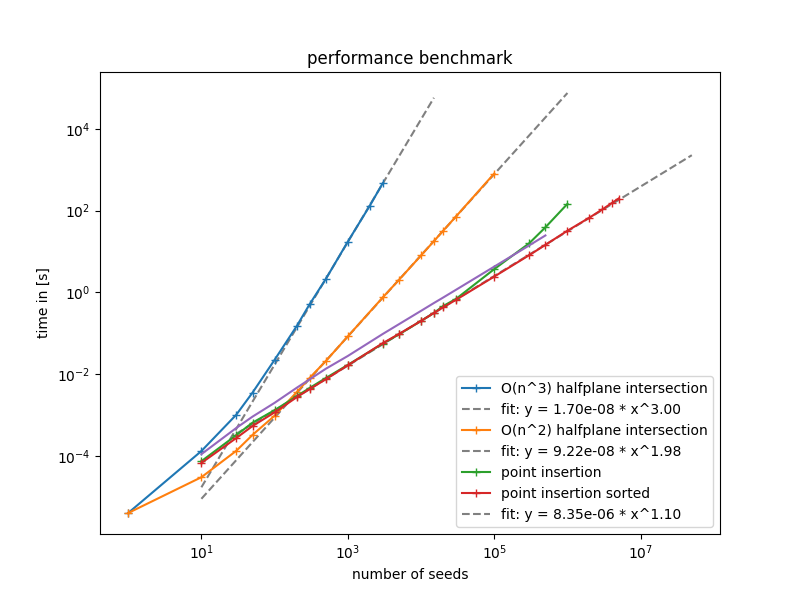 performance benchmark
time in [s]
10^4
10^2
10^0
10^−2
10^−4
10^1
10^3
10^5
10^7
number of seeds
O(n^3) halfplane intersection
fit: y = 1.70e-08 * x^3.00
O(n^2) halfplane intersection
fit: y = 9.22e-08 * x^1.98
point insertion
point insertion sorted
fit: y = 8.35e-06 * x^1.10